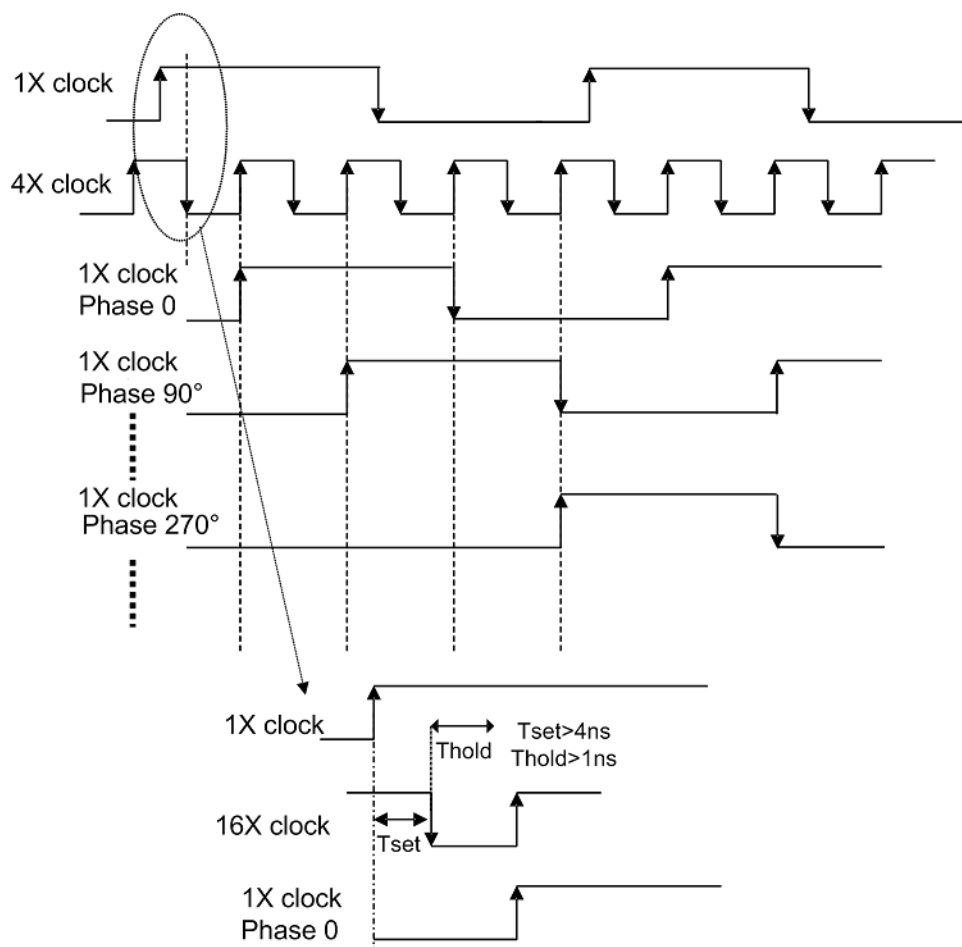 1X clock
4X clock
1X clock
Phase 0
1X clock
Phase 90°
1X clock
Phase 270°
1X clock
Thold
Tset>4ns
Thold>1ns
16X clock
Tset
1X clock
Phase 0